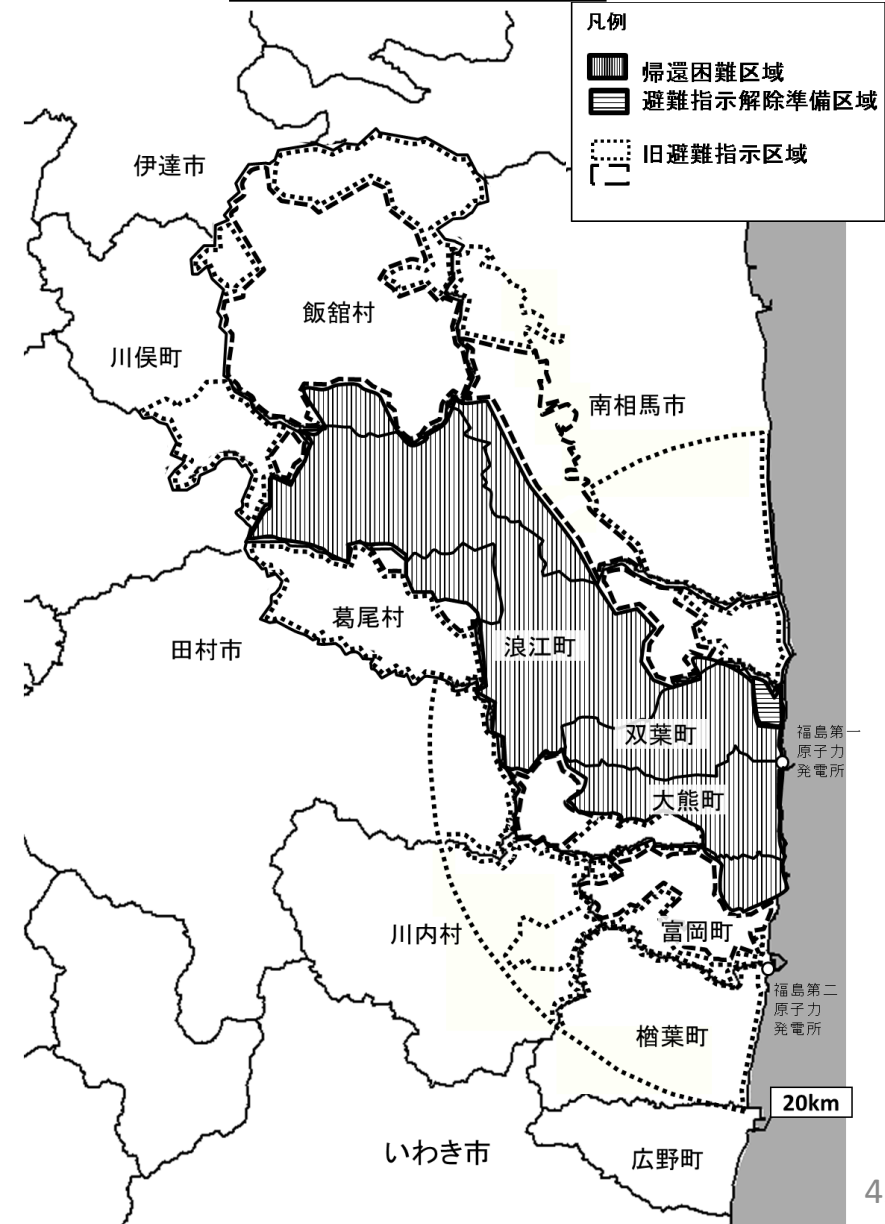 凡例
帰還困難区域
避難指示解除準備区域
旧避難指示区域
伊達市
飯舘村
川俣町
南相馬市
葛尾村
田村市
浪江町
双葉町
福島第一
原子力
発電所
大熊町
川内村
富岡町
福島第二
原子力
発電所
楢葉町
20km
いわき市
広野町
4